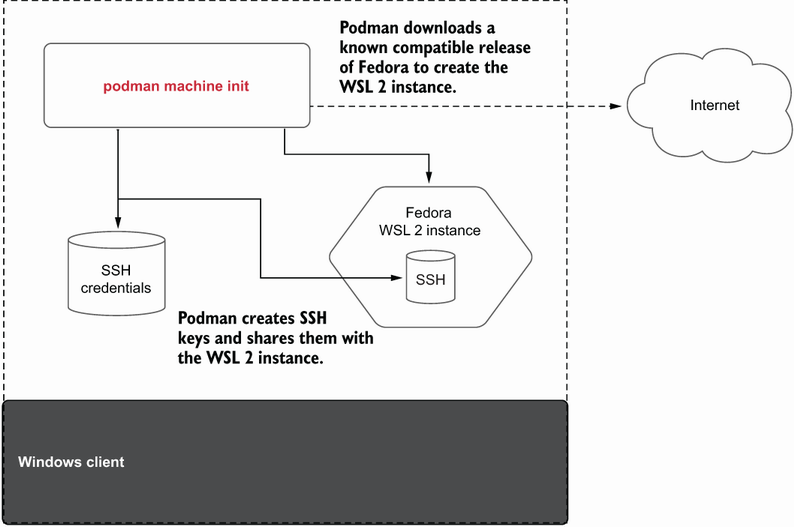 Podman downloads a
known compatible release
of Fedora to create the
WSL 2 instance.
podman machine init
Internet
Fedora
WSL 2 instance
SSH
credentials
SSH
Podman creates SSH
keys and shares them with
the WSL 2 instance.
Windows client